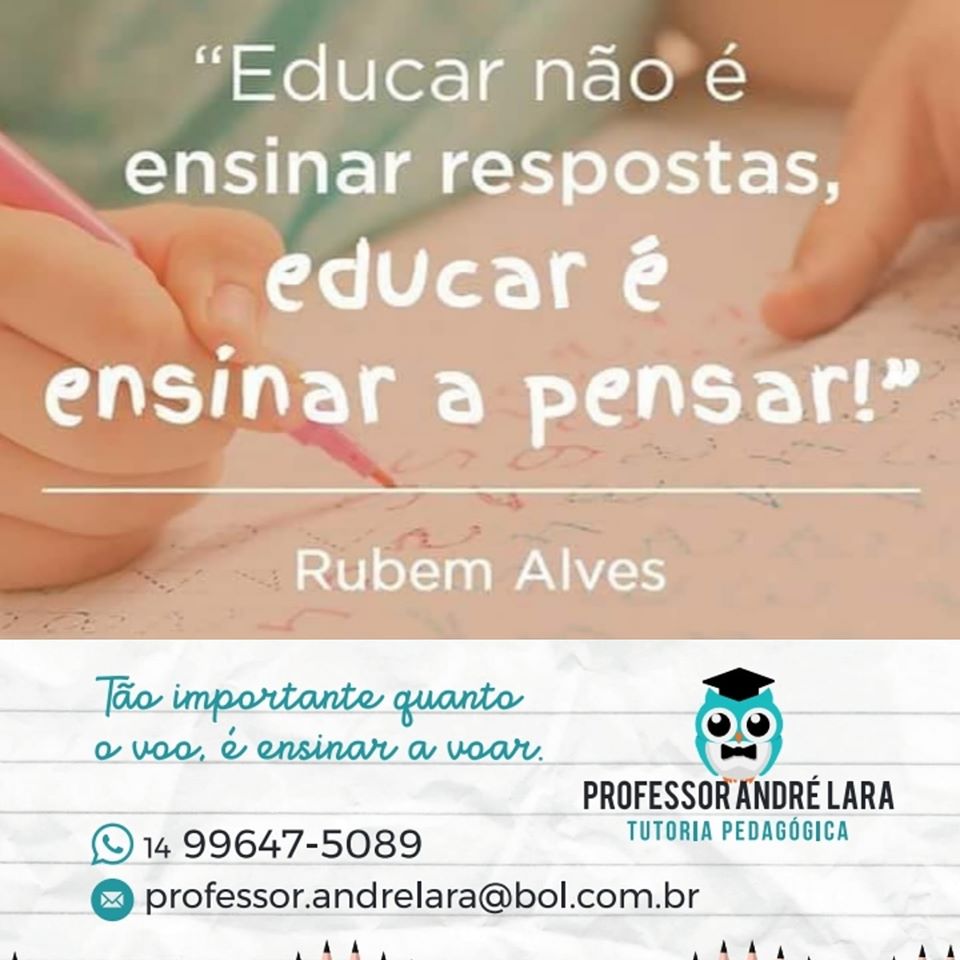 “Educar não é
ensinar respostas,
educar é
ensinar a pensar!”
Rubem Alves
Tão importante quanto
o voo, é ensinar a voar.
PROFESSOR ANDRÉ LARA
TUTORIA PEDAGÓGICA
14 99647-5089
professor.andrelara@bol.com.br